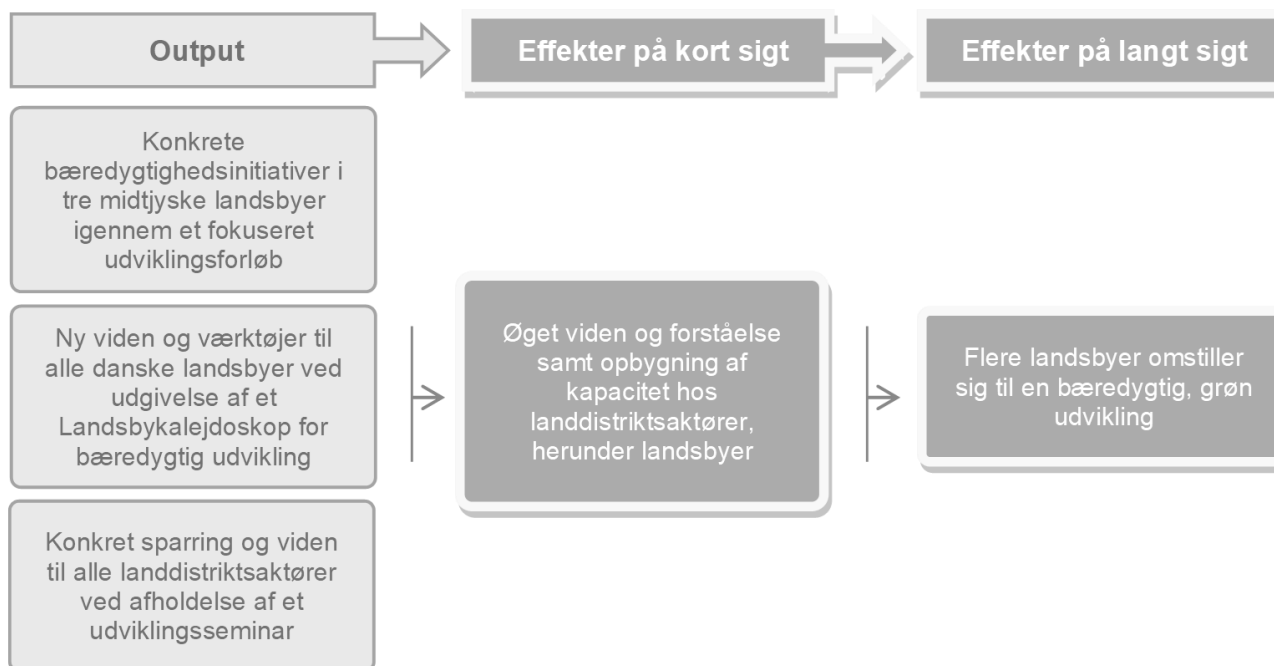 Output
Effekter på kort sigt
Effekter på langt sigt
Konkrete
bæredygtighedsinitiativer i
tre midtjyske landsbyer
igennem et fokuseret
udviklingsforløb
Ny viden og værktøjer til
alle danske landsbyer ved
udgivelse af et
Landsbykalejdoskop for
bæredygtig udvikling
Konkret sparring og viden
til alle landdistriktsaktører
ved afholdelse af et
udviklingsseminar
Øget viden og forståelse
samt opbygning af
kapacitet hos
landdistriktsaktører,
herunder landsbyer
Flere landsbyer omstiller
sig til en bæredygtig, grøn
udvikling